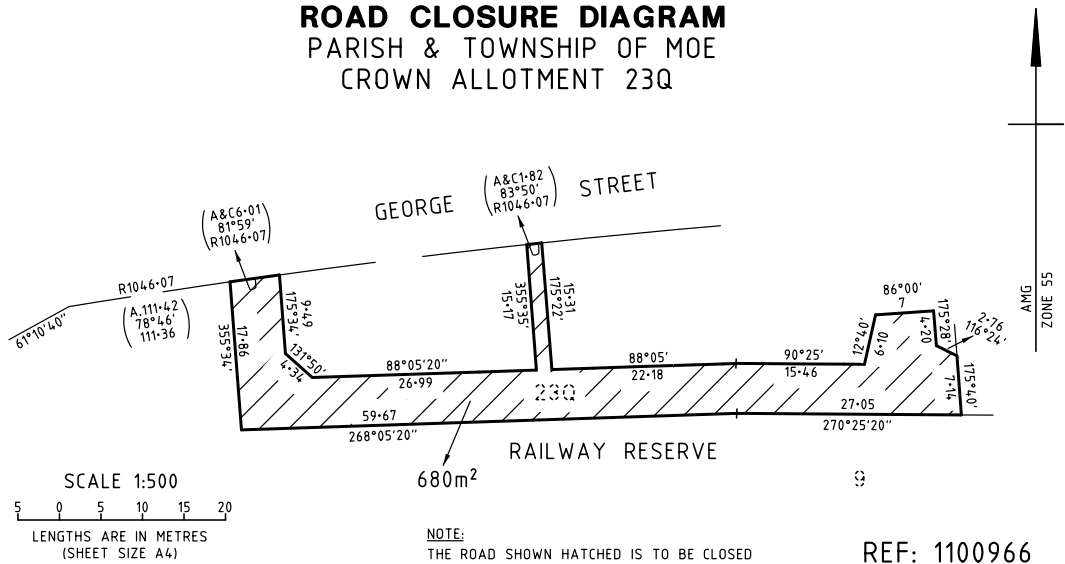 ROAD CLOSURE DIAGRAM
PARISH & TOWNSHIP OF MOE
CROWN ALLOTMENT 23Q
AMG
ZONE 55
GEORGE STREET
(A&C6·01
81°59'
R1046·07)
(A&C1·82
83°50'
R1046·07)
R1046·07
(A.111·42
78°46'
111·36)
61°10'40"
355°34'
17·86
9·49
175°34'
131°50'
4·34
88°05'20"
26·99
355°35'
15·17
15·31
175°22'
88°05'
22·18
90°25'
15·46
12°40'
6·10
86°00'
7
175°28'
4·20
2·76
116°24'
175°40'
7·14
23Q
59·67
268°05'20"
27·05
270°25'20"
RAILWAY RESERVE
680m²
9
SCALE 1:500
5 0 5 10 15 20
LENGTHS ARE IN METRES
(SHEET SIZE A4)
NOTE:
THE ROAD SHOWN HATCHED IS TO BE CLOSED
REF: 1100966